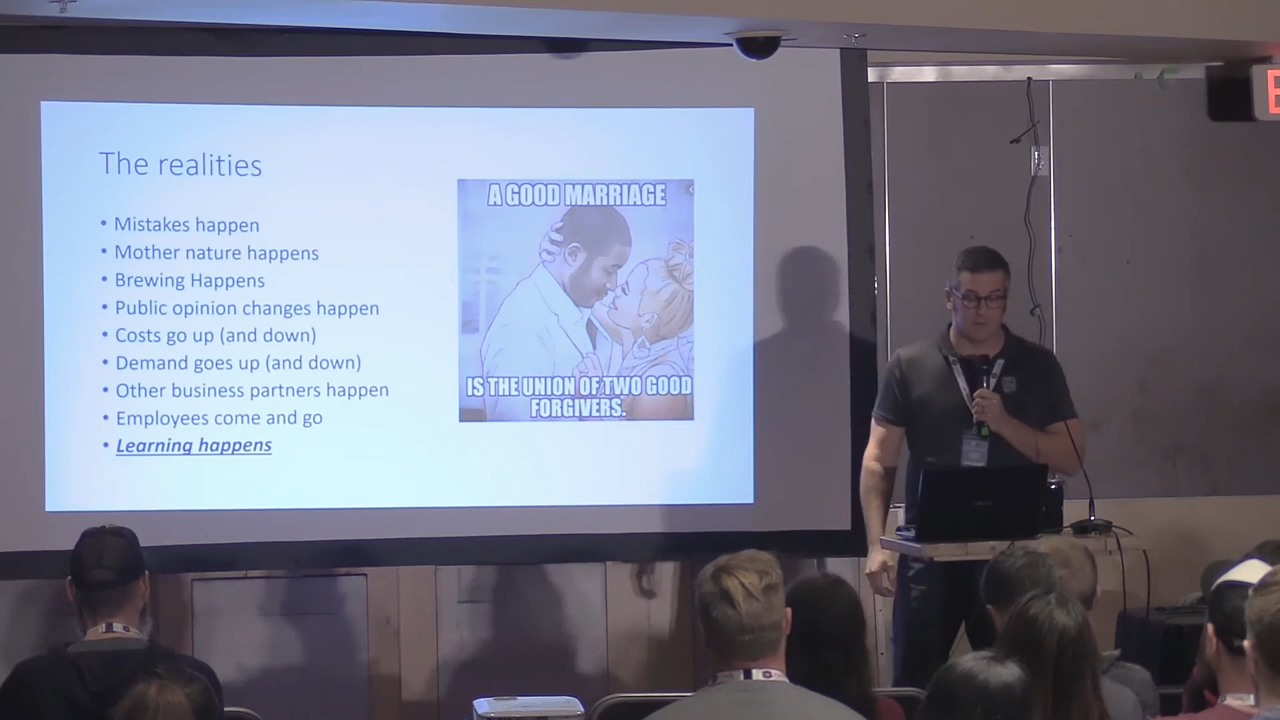 The realities
• Mistakes happen
• Mother nature happens
• Brewing Happens
• Public opinion changes happen
• Costs go up (and down)
• Demand goes up (and down)
• Other business partners happen
• Employees come and go
• Learning happens
A GOOD MARRIAGE
IS THE UNION OF TWO GOOD
FORGIVERS.